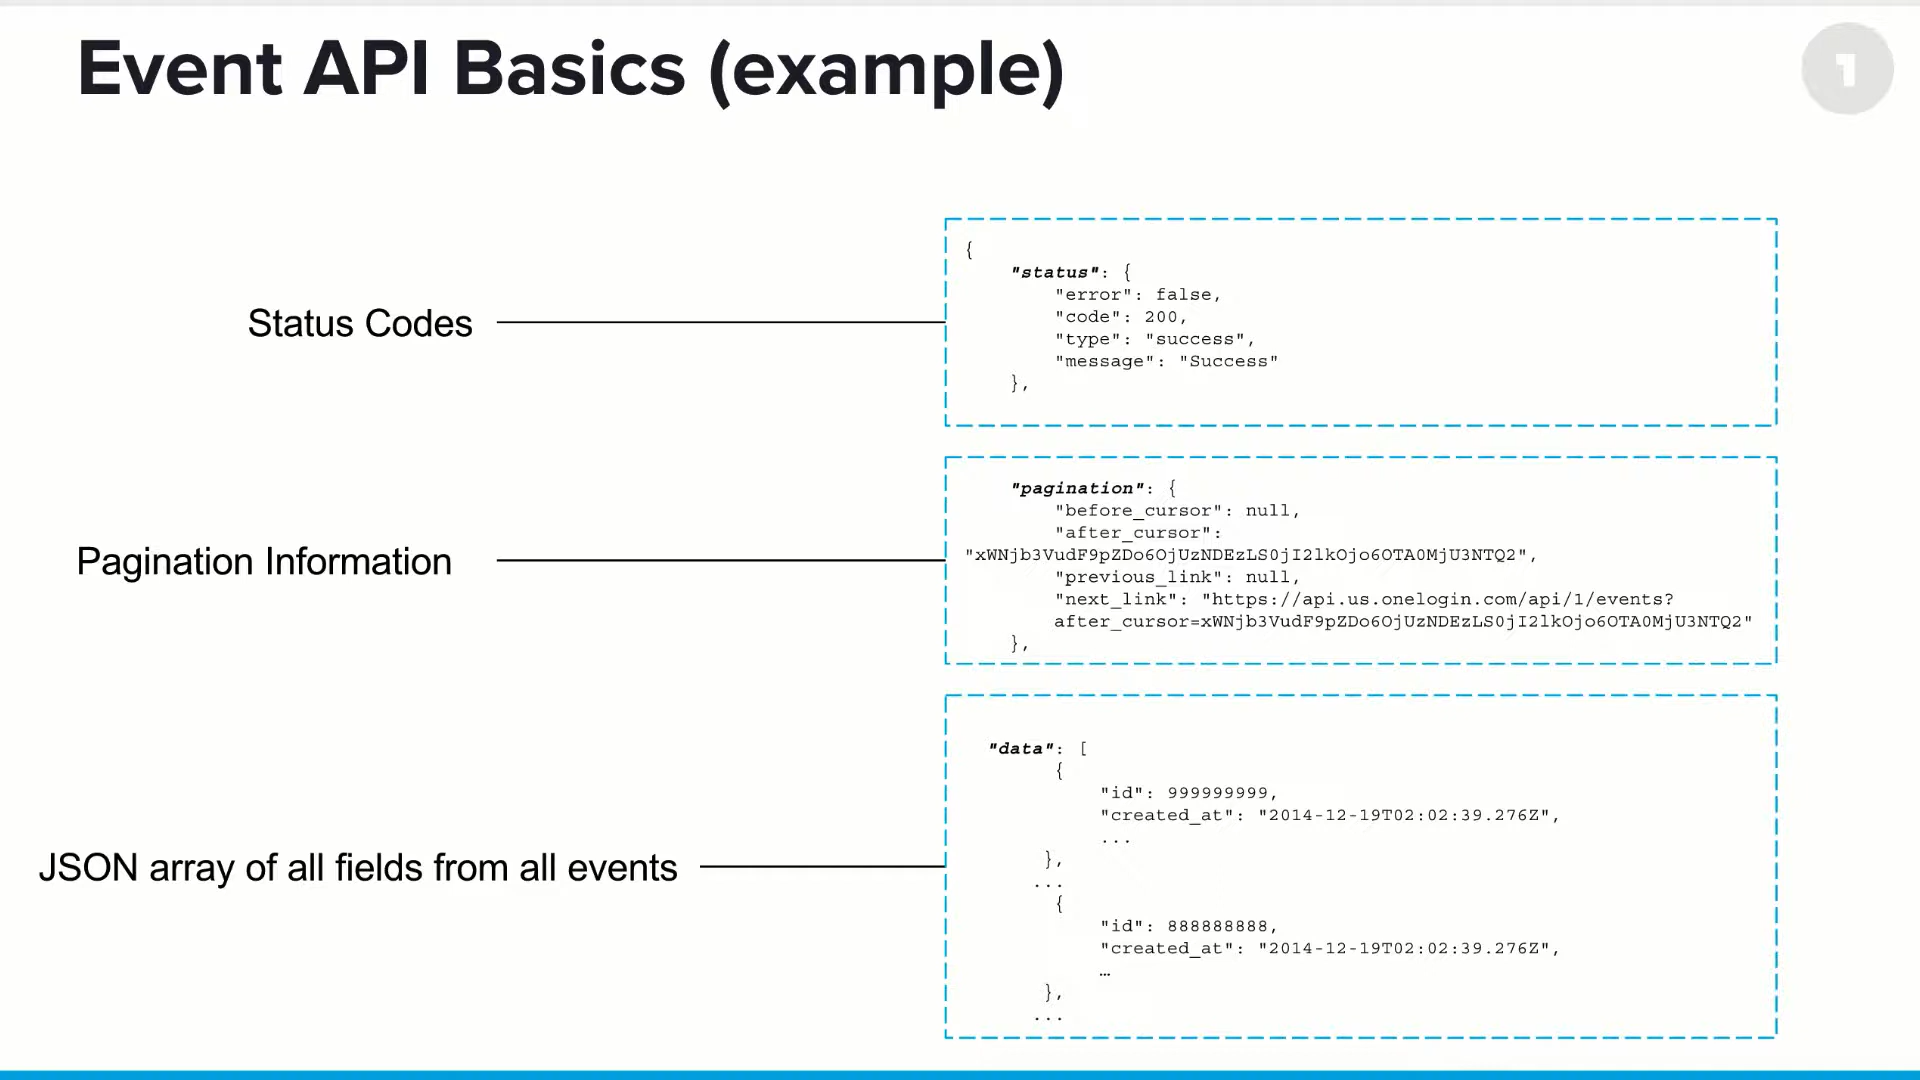 Event API Basics (example)
1
Status Codes
{
"status": {
"error": false,
"code": 200,
"type": "success",
"message": "Success"
},
Pagination Information
"pagination": {
"before_cursor": null,
"after_cursor":
"xWNjb3VudF9pZDo6OjUzNDEzLS0jI2lkOjo6OTA0MjU3NTQ2",
"previous_link": null,
"next_link": "https://api.us.onelogin.com/api/1/events?
after_cursor=xWNjb3VudF9pZDo6OjUzNDEzLS0jI2lkOjo6OTA0MjU3NTQ2"
},
JSON array of all fields from all events
"data": [
{
"id": 999999999,
"created_at": "2014-12-19T02:02:39.276Z",
...
},
...
{
"id": 888888888,
"created_at": "2014-12-19T02:02:39.276Z",
…
},
...